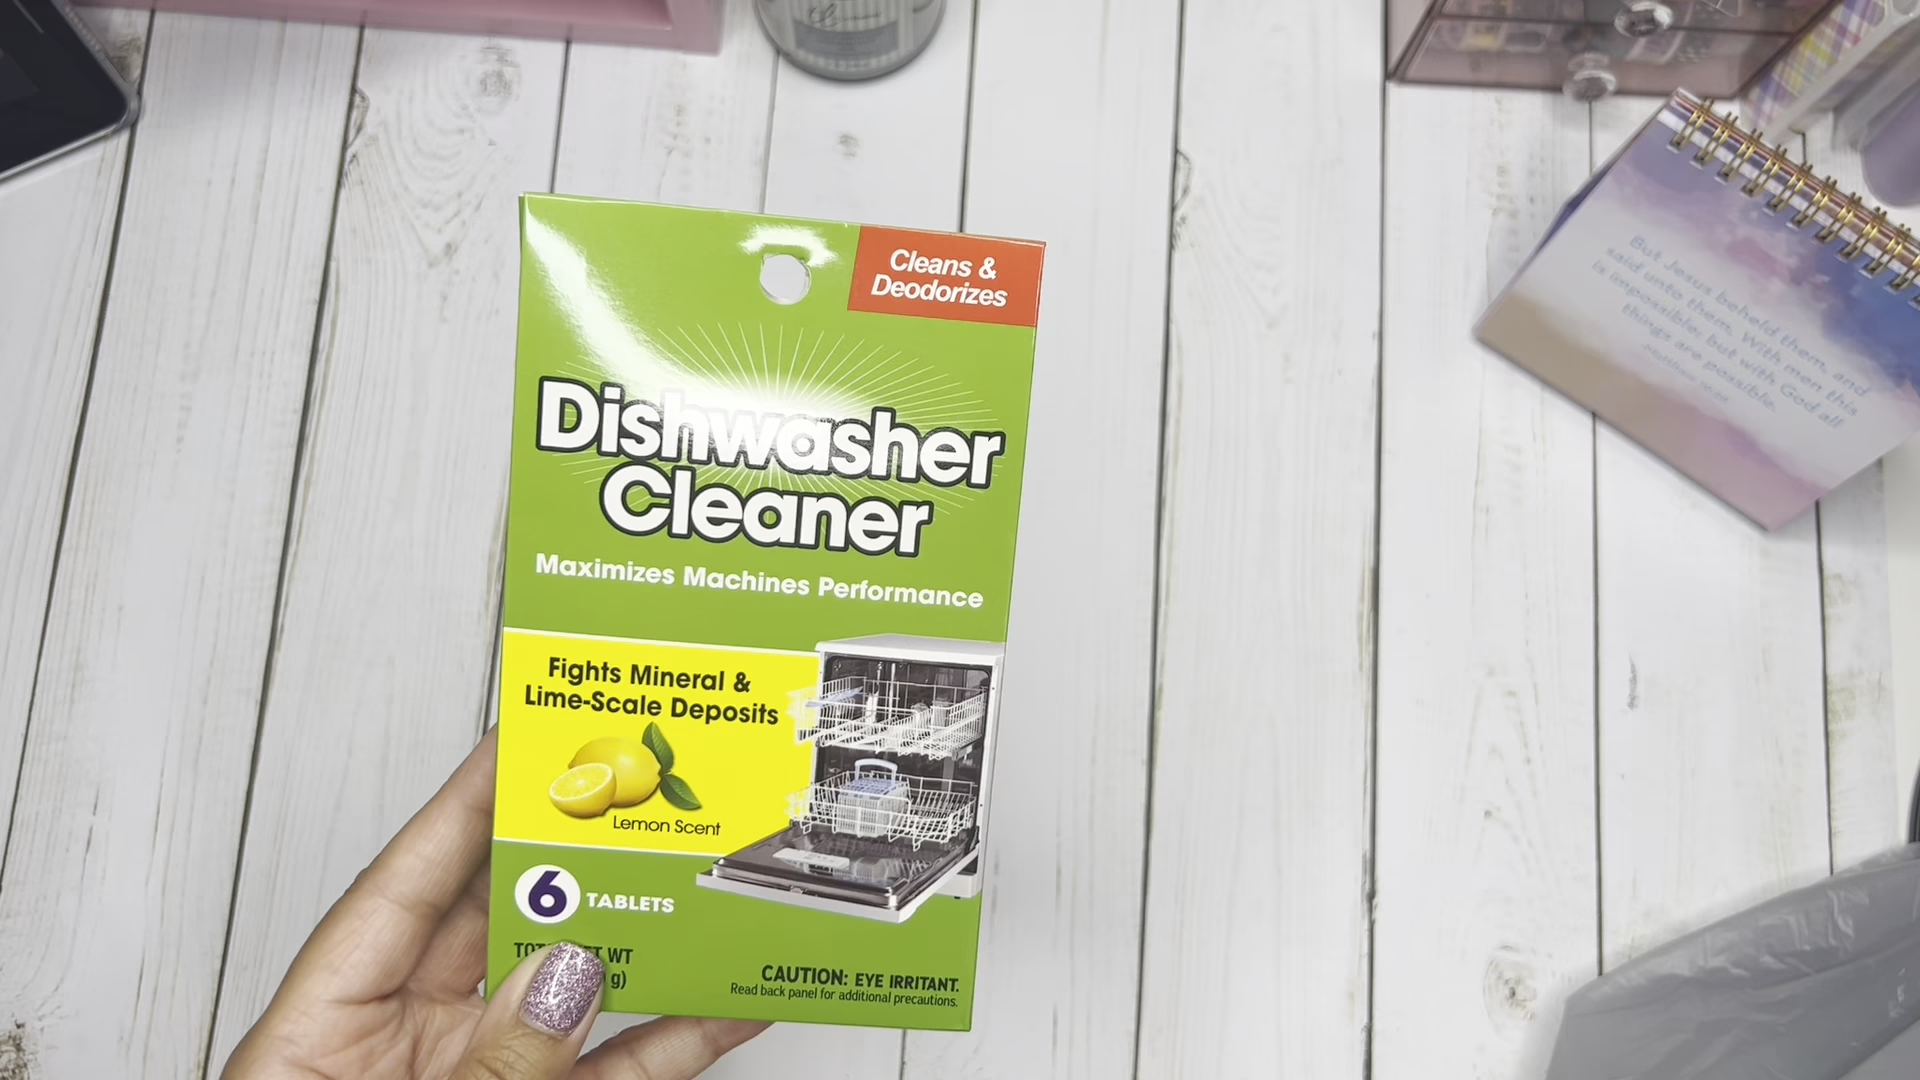 Cleans &
Deodorizes
Dishwasher
Cleaner
Maximizes Machines Performance
Fights Mineral &
Lime-Scale Deposits
Lemon Scent
6 TABLETS
WT
g)
CAUTION: EYE IRRITANT.
Read back panel for additional precautions.
But Jesus beheld them, and
said unto them, With men this
is impossible; but with God all
things are possible.